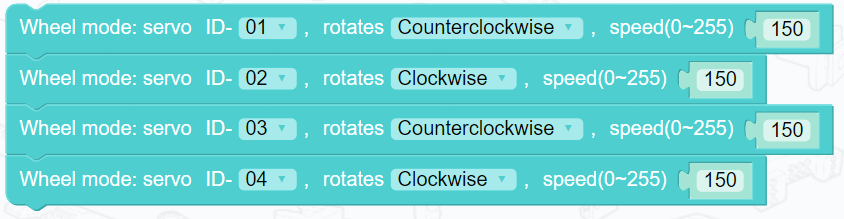 Wheel mode: servo ID- 01 , rotates Counterclockwise , speed(0~255) 150
Wheel mode: servo ID- 02 , rotates Clockwise , speed(0~255) 150
Wheel mode: servo ID- 03 , rotates Counterclockwise , speed(0~255) 150
Wheel mode: servo ID- 04 , rotates Clockwise , speed(0~255) 150